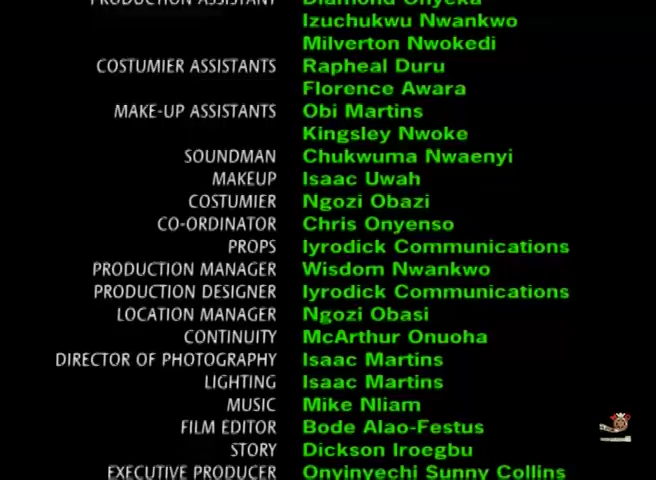 PRODUCTION ASSISTANT Diamond Onyeka
Izuchukwu Nwankwo
Milverton Nwokedi
COSTUMIER ASSISTANTS Rapheal Duru
Florence Awara
MAKE-UP ASSISTANTS Obi Martins
Kingsley Nwoke
SOUNDMAN Chukwuma Nwaenyi
MAKEUP Isaac Uwah
COSTUMIER Ngozi Obazi
CO-ORDINATOR Chris Onyenso
PROPS Iyrodick Communications
PRODUCTION MANAGER Wisdom Nwankwo
PRODUCTION DESIGNER Iyrodick Communications
LOCATION MANAGER Ngozi Obasi
CONTINUITY McArthur Onuoha
DIRECTOR OF PHOTOGRAPHY Isaac Martins
LIGHTING Isaac Martins
MUSIC Mike Nliam
FILM EDITOR Bode Alao-Festus
STORY Dickson Iroegbu
EXECUTIVE PRODUCER Onyinyechi Sunny Collins